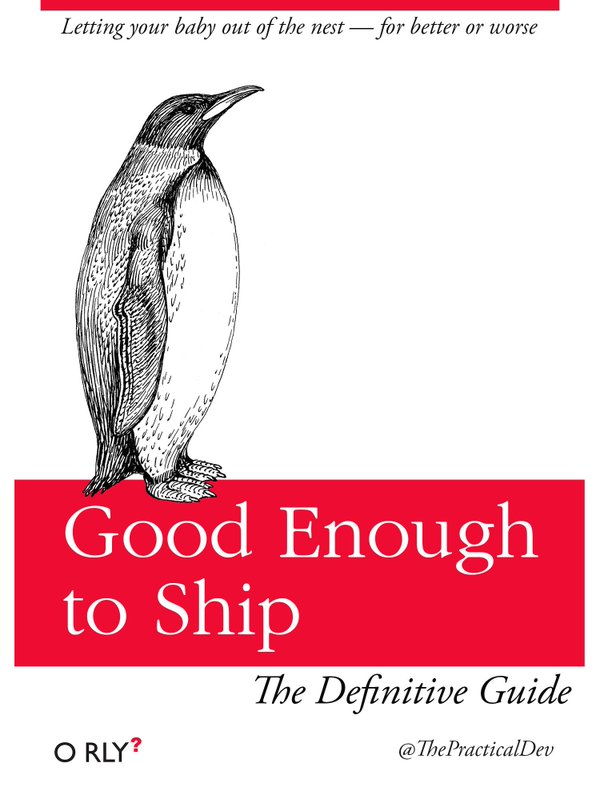 Letting your baby out of the nest — for better or worse
Good Enough
to Ship
The Definitive Guide
O RLY?
@ThePracticalDev